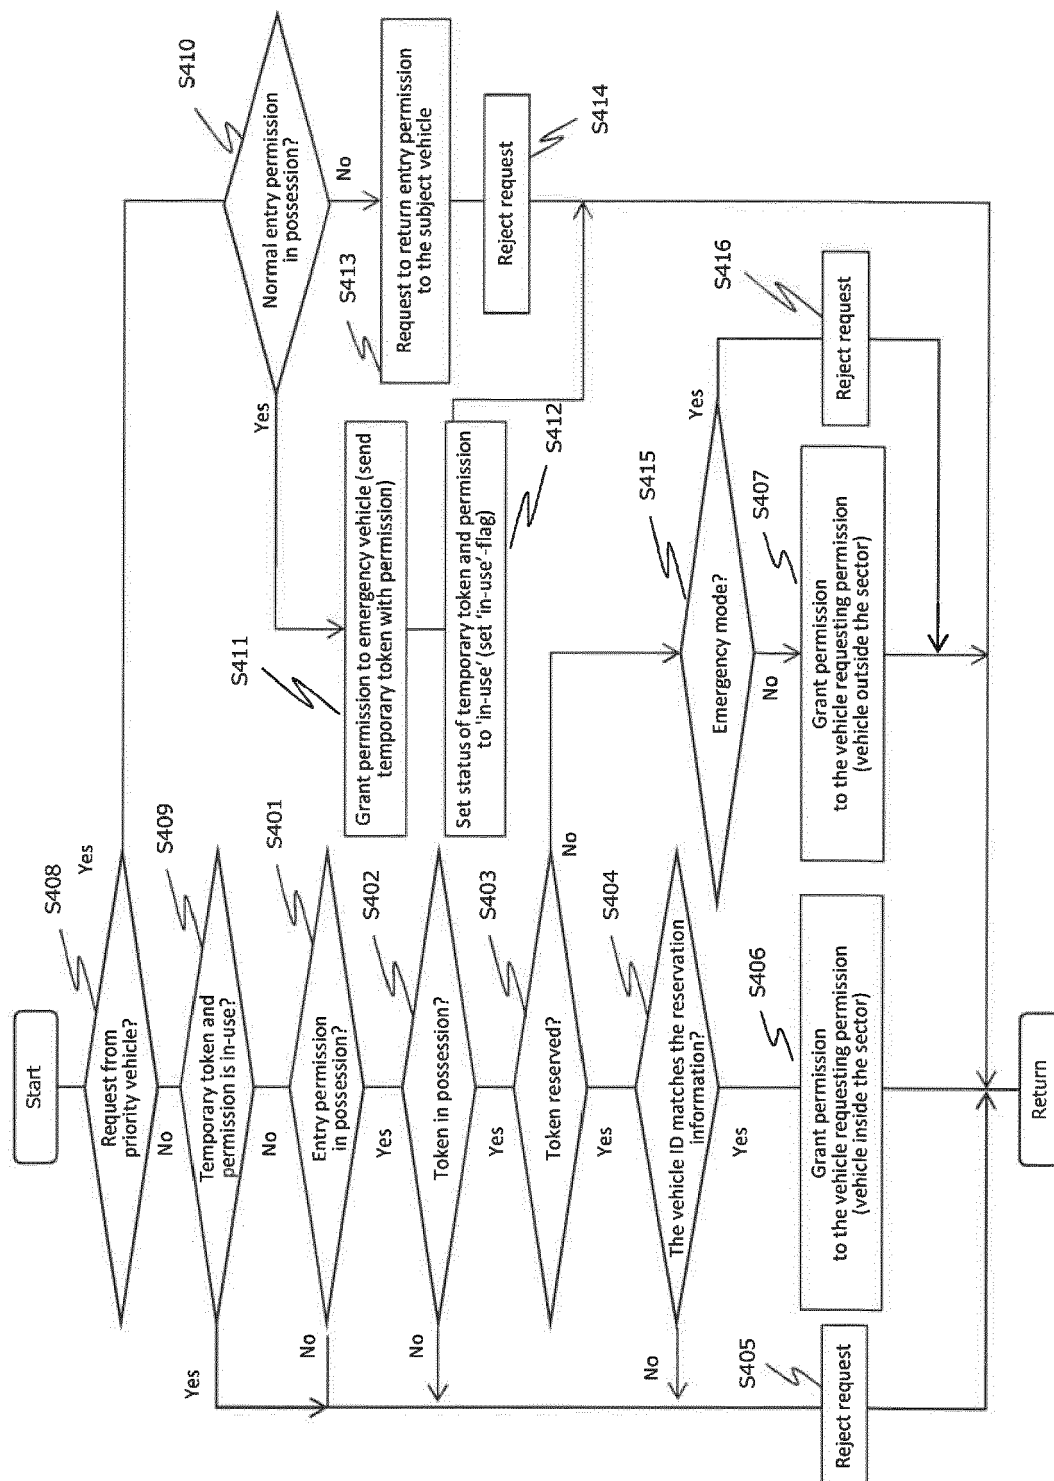 Start
S408
Request from
priority vehicle?
Yes
No
S409
Temporary token and
permission is in-use?
Yes
No
S401
Entry permission
in possession?
No
Yes
S402
Token in possession?
No
Yes
S403
Token reserved?
No
Yes
S404
The vehicle ID matches the reservation
information?
No
Yes
S405
Reject request
S406
Grant permission
to the vehicle requesting permission
(vehicle inside the sector)
S410
Normal entry permission
in possession?
Yes
No
S411
Grant permission to emergency vehicle (send
temporary token with permission)
S412
Set status of temporary token and permission
to 'in-use' (set 'in-use'-flag)
S413
Request to return entry permission
to the subject vehicle
S414
Reject request
S415
Emergency mode?
Yes
No
S407
Grant permission
to the vehicle requesting permission
(vehicle outside the sector)
S416
Reject request
Return